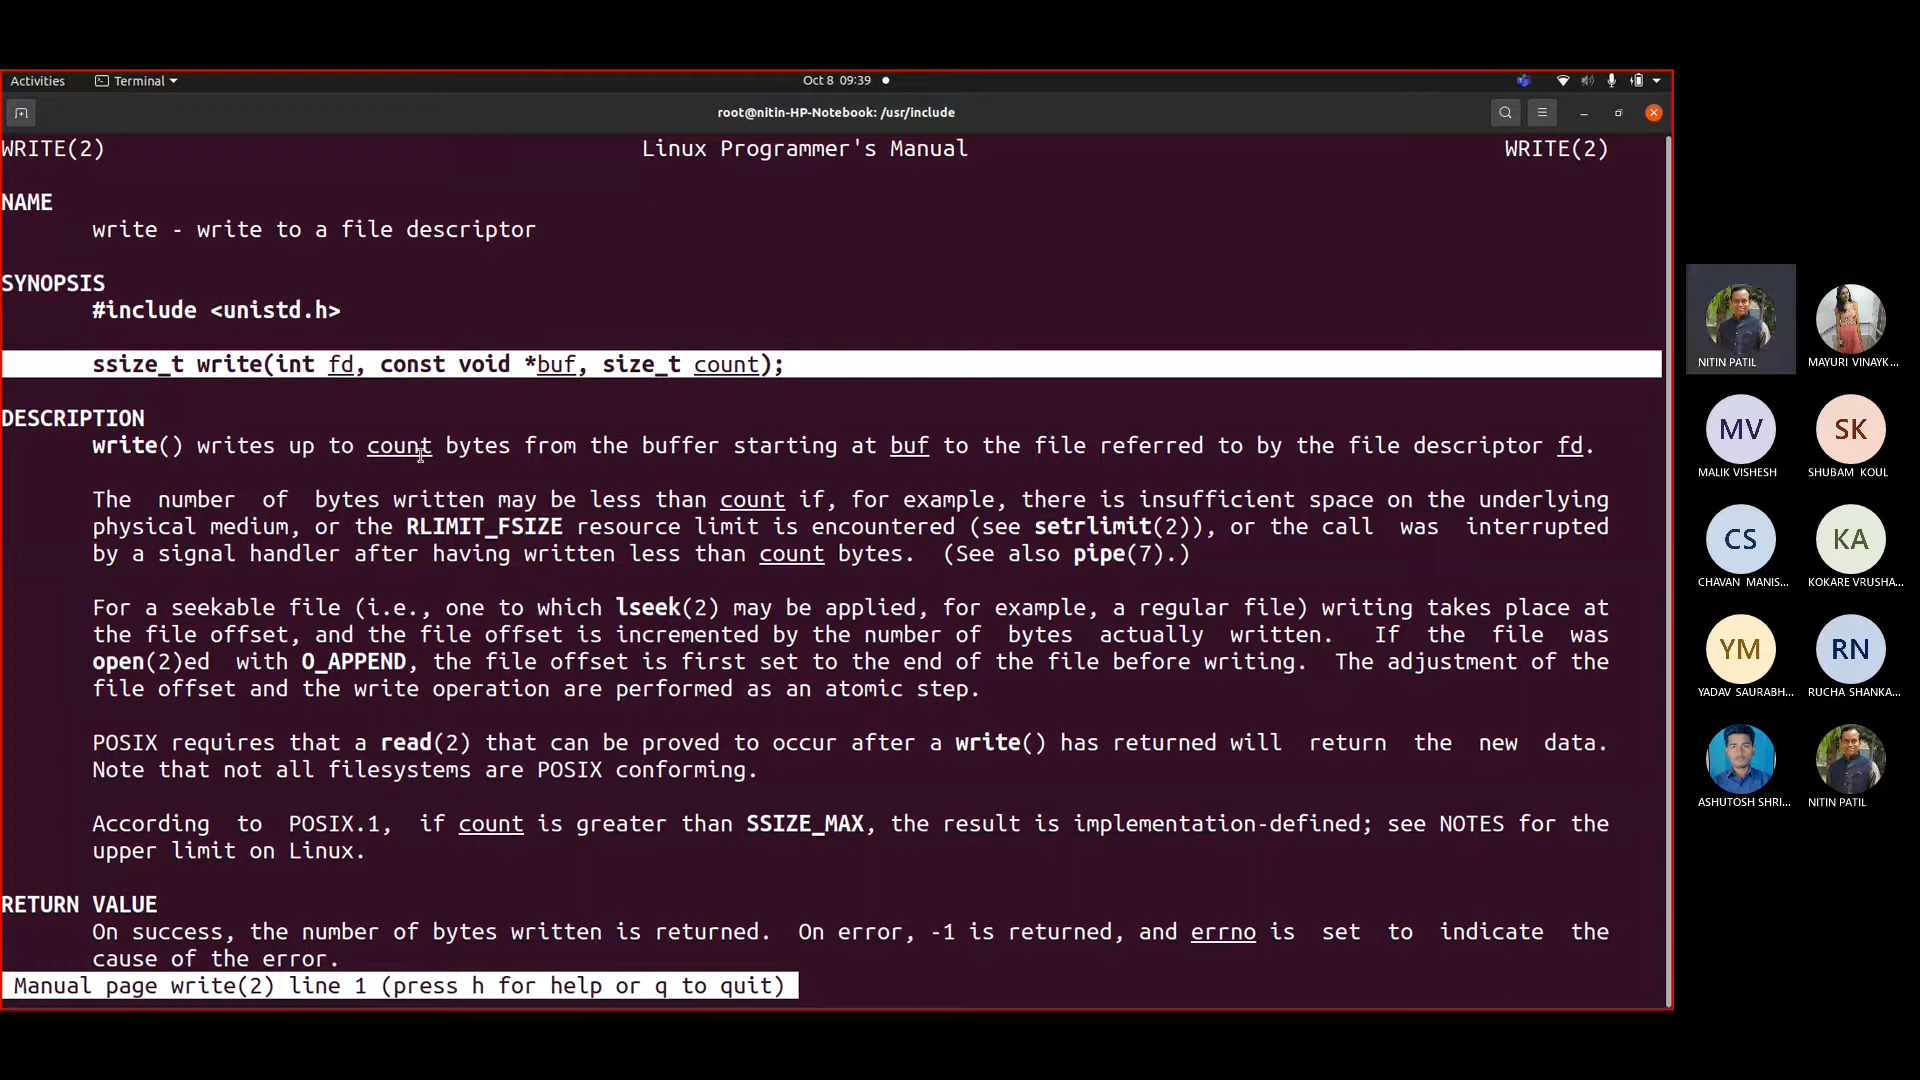 Activities Terminal Oct 8 09:39
root@nitin-HP-Notebook: /usr/include
WRITE(2) Linux Programmer's Manual WRITE(2)
NAME
write - write to a file descriptor
SYNOPSIS
#include <unistd.h>
ssize_t write(int fd, const void *buf, size_t count);
DESCRIPTION
write() writes up to count bytes from the buffer starting at buf to the file referred to by the file descriptor fd.
The number of bytes written may be less than count if, for example, there is insufficient space on the underlying
physical medium, or the RLIMIT_FSIZE resource limit is encountered (see setrlimit(2)), or the call was interrupted
by a signal handler after having written less than count bytes. (See also pipe(7).)
For a seekable file (i.e., one to which lseek(2) may be applied, for example, a regular file) writing takes place at
the file offset, and the file offset is incremented by the number of bytes actually written. If the file was
open(2)ed with O_APPEND, the file offset is first set to the end of the file before writing. The adjustment of the
file offset and the write operation are performed as an atomic step.
POSIX requires that a read(2) that can be proved to occur after a write() has returned will return the new data.
Note that not all filesystems are POSIX conforming.
According to POSIX.1, if count is greater than SSIZE_MAX, the result is implementation-defined; see NOTES for the
upper limit on Linux.
RETURN VALUE
On success, the number of bytes written is returned. On error, -1 is returned, and errno is set to indicate the
cause of the error.
Manual page write(2) line 1 (press h for help or q to quit)
NITIN PATIL MAYURI VINAYK...
MV SK
MALIK VISHESH SHUBAM KOUL
CS KA
CHAVAN MANIS... KOKARE VRUSHA...
YM RN
YADAV SAURABH... RUCHA SHANKA...
ASHUTOSH SHRI... NITIN PATIL